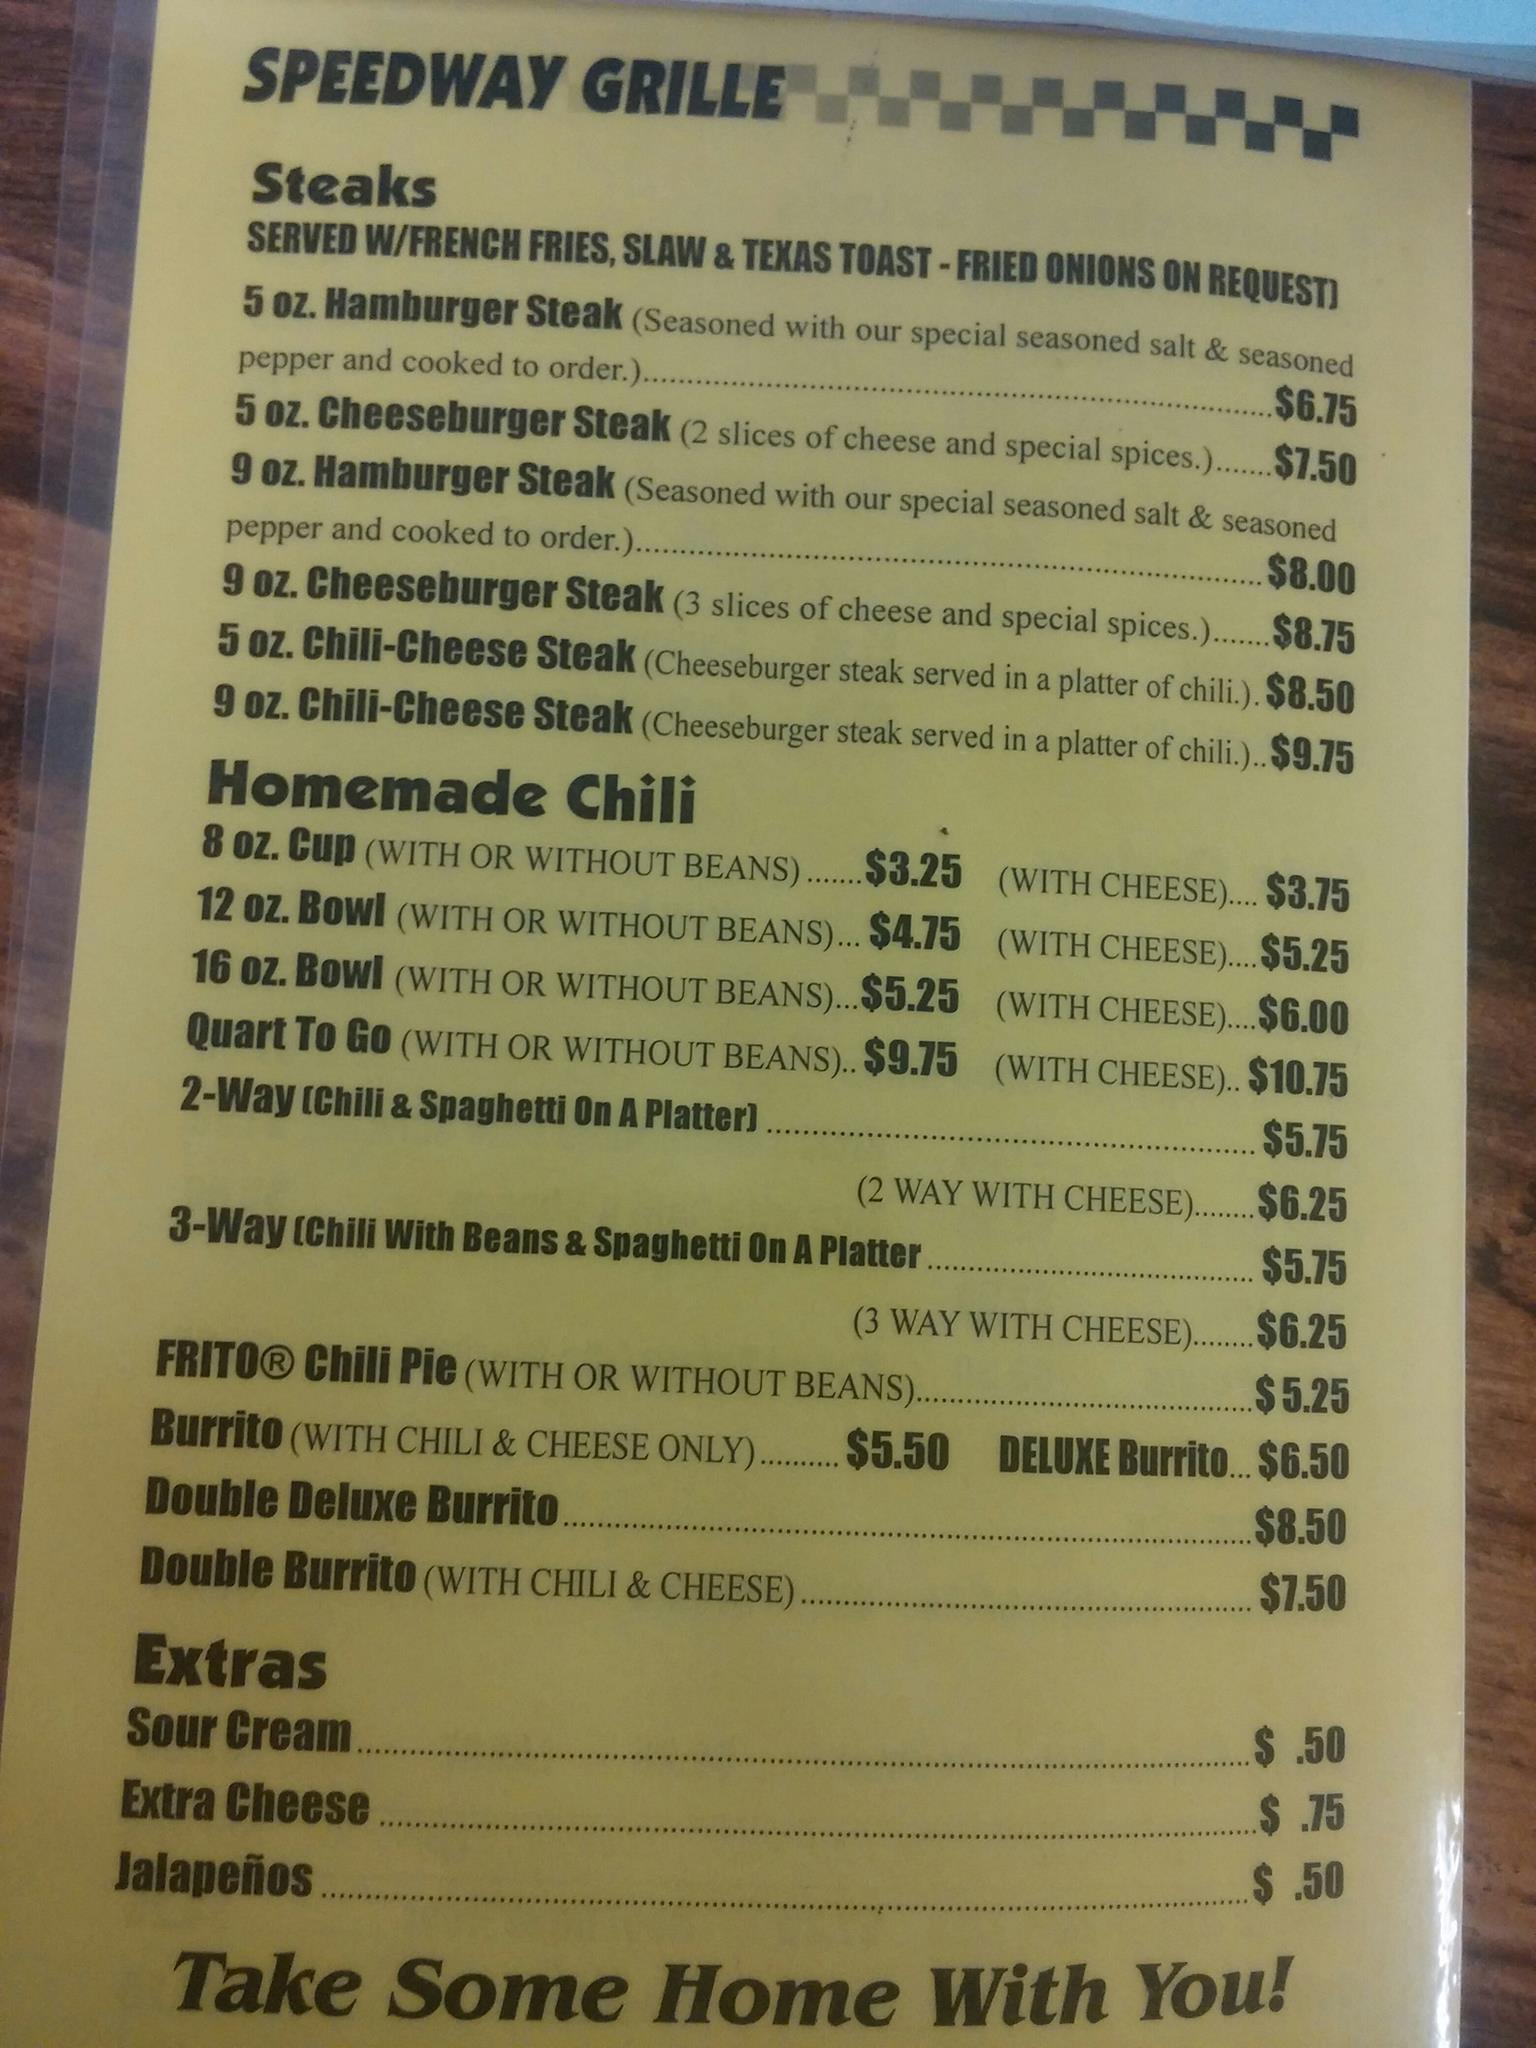 SPEEDWAY GRILLE
Steaks
SERVED W/FRENCH FRIES, SLAW & TEXAS TOAST - FRIED ONIONS ON REQUEST)
5 oz. Hamburger Steak (Seasoned with our special seasoned salt & seasoned
pepper and cooked to order.)..........$6.75
5 oz. Cheeseburger Steak (2 slices of cheese and special spices.).......$7.50
9 oz. Hamburger Steak (Seasoned with our special seasoned salt & seasoned
pepper and cooked to order.)..........$8.00
9 oz. Cheeseburger Steak (3 slices of cheese and special spices.).......$8.75
5 oz. Chili-Cheese Steak (Cheeseburger steak served in a platter of chili.). $8.50
9 oz. Chili-Cheese Steak (Cheeseburger steak served in a platter of chili.)..$9.75
Homemade Chili
8 oz. Cup (WITH OR WITHOUT BEANS) .......$3.25 (WITH CHEESE).... $3.75
12 oz. Bowl (WITH OR WITHOUT BEANS)... $4.75 (WITH CHEESE)....$5.25
16 oz. Bowl (WITH OR WITHOUT BEANS)...$5.25 (WITH CHEESE)....$6.00
Quart To Go (WITH OR WITHOUT BEANS).. $9.75 (WITH CHEESE).. $10.75
2-Way (Chili & Spaghetti On A Platter) .......... $5.75
(2 WAY WITH CHEESE)........$6.25
3-Way (Chili With Beans & Spaghetti On A Platter .......... $5.75
(3 WAY WITH CHEESE)........$6.25
FRITO® Chili Pie (WITH OR WITHOUT BEANS)..........$ 5.25
Burrito (WITH CHILI & CHEESE ONLY).......... $5.50 DELUXE Burrito... $6.50
Double Deluxe Burrito..........$8.50
Double Burrito (WITH CHILI & CHEESE) .......... $7.50
Extras
Sour Cream..........$ .50
Extra Cheese ..........$ .75
Jalapeños ..........$ .50
Take Some Home With You!